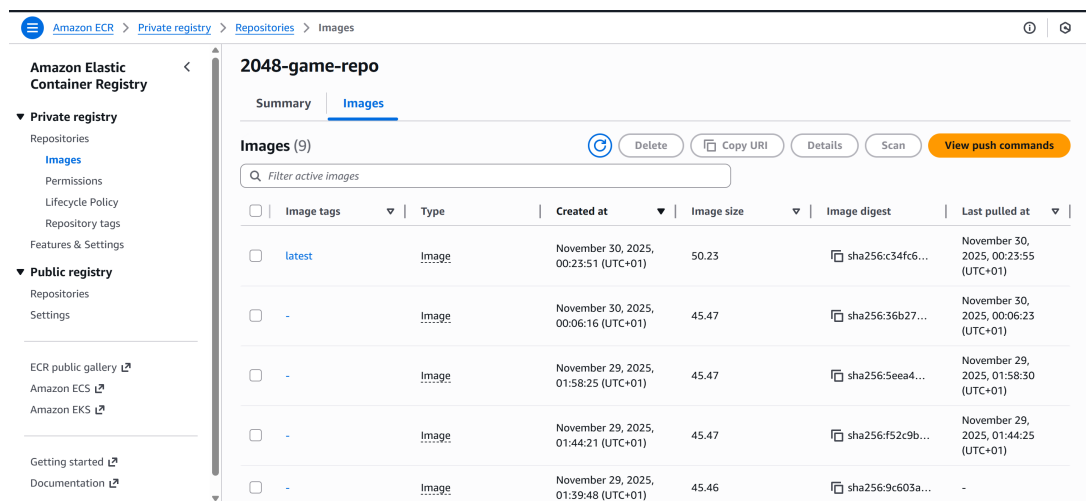 Amazon ECR > Private registry > Repositories > Images
Amazon Elastic
Container Registry
Private registry
Repositories
Images
Permissions
Lifecycle Policy
Repository tags
Features & Settings
Public registry
Repositories
Settings
ECR public gallery
Amazon ECS
Amazon EKS
Getting started
Documentation
2048-game-repo
Summary Images
Images (9)
Delete Copy URI Details Scan View push commands
Filter active images
Image tags Type Created at Image size Image digest Last pulled at
latest Image November 30, 2025, 00:23:51 (UTC+01) 50.23 sha256:c34fc6... November 30, 2025, 00:23:55 (UTC+01)
- Image November 30, 2025, 00:06:16 (UTC+01) 45.47 sha256:36b27... November 30, 2025, 00:06:23 (UTC+01)
- Image November 29, 2025, 01:58:25 (UTC+01) 45.47 sha256:5eea4... November 29, 2025, 01:58:30 (UTC+01)
- Image November 29, 2025, 01:44:21 (UTC+01) 45.47 sha256:f52c9b... November 29, 2025, 01:44:25 (UTC+01)
- Image November 29, 2025, 01:39:48 (UTC+01) 45.46 sha256:9c603a... -